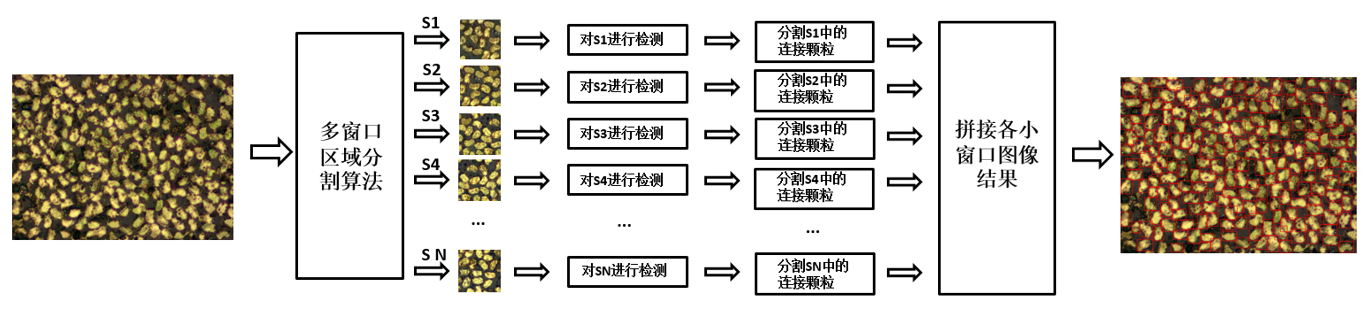 多窗口
区域分
割算法
S1
对S1进行检测
分割S1中的
连接颗粒
S2
对S2进行检测
分割S2中的
连接颗粒
S3
对S3进行检测
分割S3中的
连接颗粒
S4
对S4进行检测
分割S4中的
连接颗粒
...
...
...
S N
对SN进行检测
分割SN中的
连接颗粒
拼接各小
窗口图像
结果